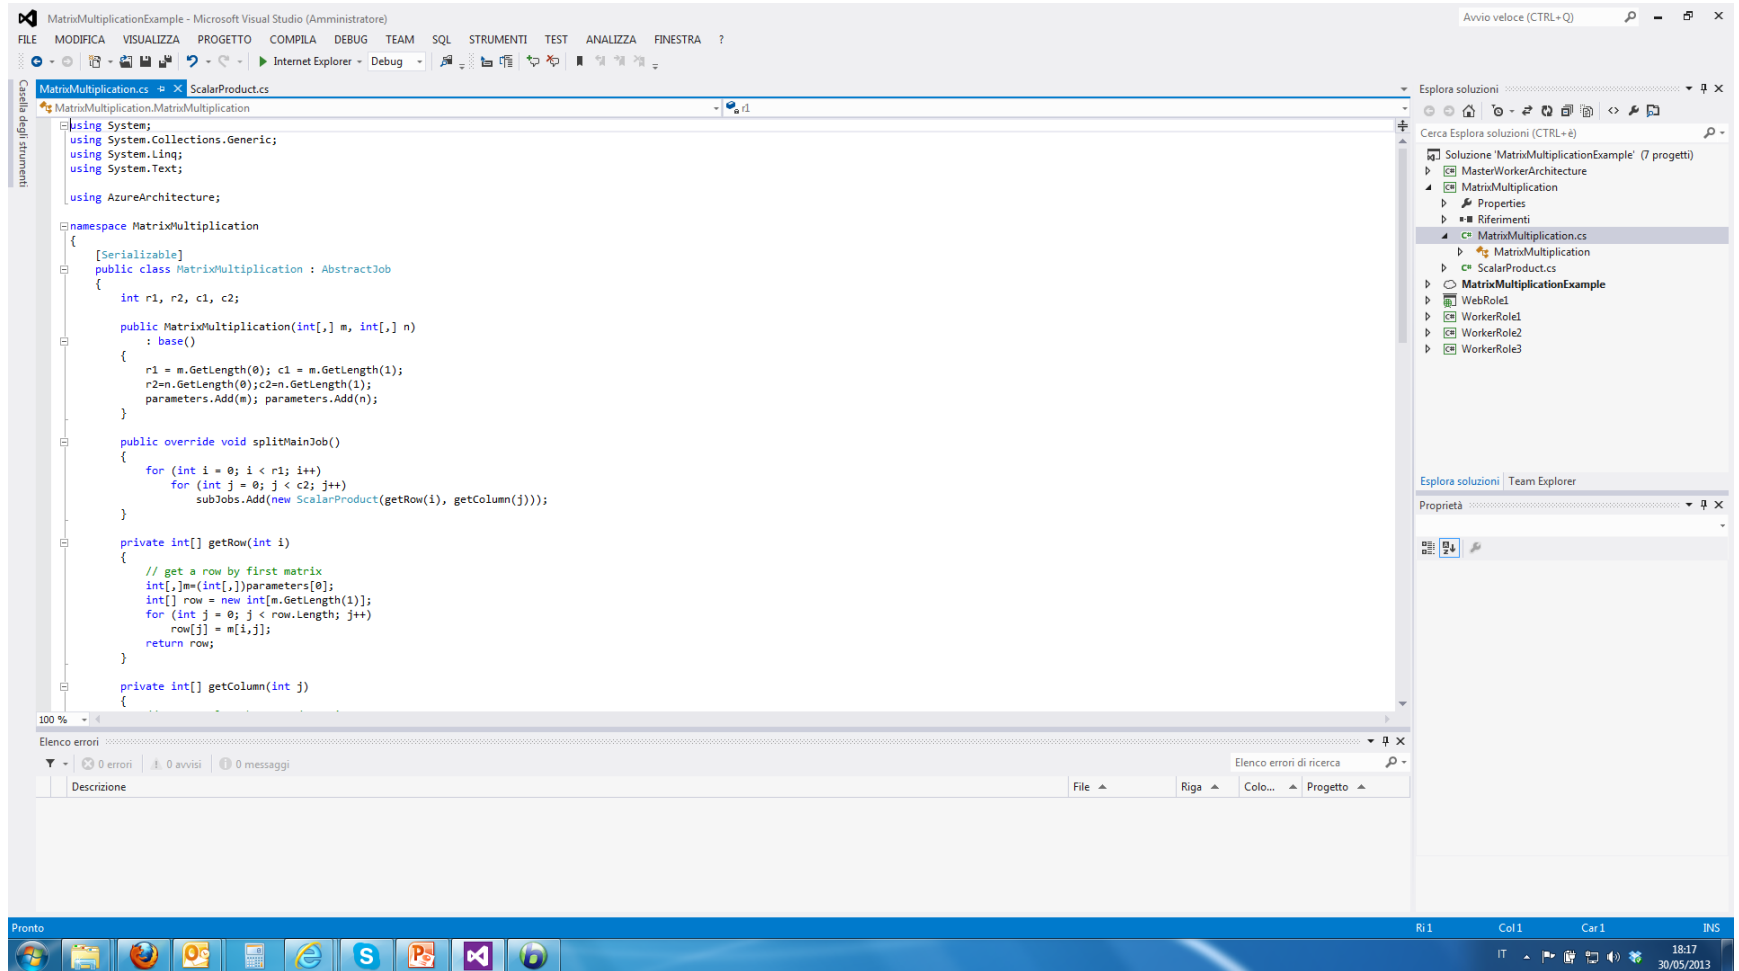 MatrixMultiplicationExample - Microsoft Visual Studio (Amministratore)
Avvio veloce (CTRL+Q)
FILE MODIFICA VISUALIZZA PROGETTO COMPILA DEBUG TEAM SQL STRUMENTI TEST ANALIZZA FINESTRA ?
Internet Explorer Debug
Casella degli strumenti
MatrixMultiplication.cs ScalarProduct.cs
MatrixMultiplication.MatrixMultiplication r1
using System;
using System.Collections.Generic;
using System.Linq;
using System.Text;
using AzureArchitecture;
namespace MatrixMultiplication
{
[Serializable]
public class MatrixMultiplication : AbstractJob
{
int r1, r2, c1, c2;
public MatrixMultiplication(int[,] m, int[,] n)
: base()
{
r1 = m.GetLength(0); c1 = m.GetLength(1);
r2=n.GetLength(0);c2=n.GetLength(1);
parameters.Add(m); parameters.Add(n);
}
public override void splitMainJob()
{
for (int i = 0; i < r1; i++)
for (int j = 0; j < c2; j++)
subJobs.Add(new ScalarProduct(getRow(i), getColumn(j)));
}
private int[] getRow(int i)
{
// get a row by first matrix
int[,]m=(int[,])parameters[0];
int[] row = new int[m.GetLength(1)];
for (int j = 0; j < row.Length; j++)
row[j] = m[i,j];
return row;
}
private int[] getColumn(int j)
{
100 %
Elenco errori
0 errori 0 avvisi 0 messaggi
Elenco errori di ricerca
Descrizione File Riga Colo... Progetto
Esplora soluzioni
Cerca Esplora soluzioni (CTRL+è)
Soluzione 'MatrixMultiplicationExample' (7 progetti)
MasterWorkerArchitecture
MatrixMultiplication
Properties
Riferimenti
MatrixMultiplication.cs
MatrixMultiplication
ScalarProduct.cs
MatrixMultiplicationExample
WebRole1
WorkerRole1
WorkerRole2
WorkerRole3
Esplora soluzioni Team Explorer
Proprietà
Pronto
Ri 1 Col 1 Car 1 INS
IT
18:17
30/05/2013